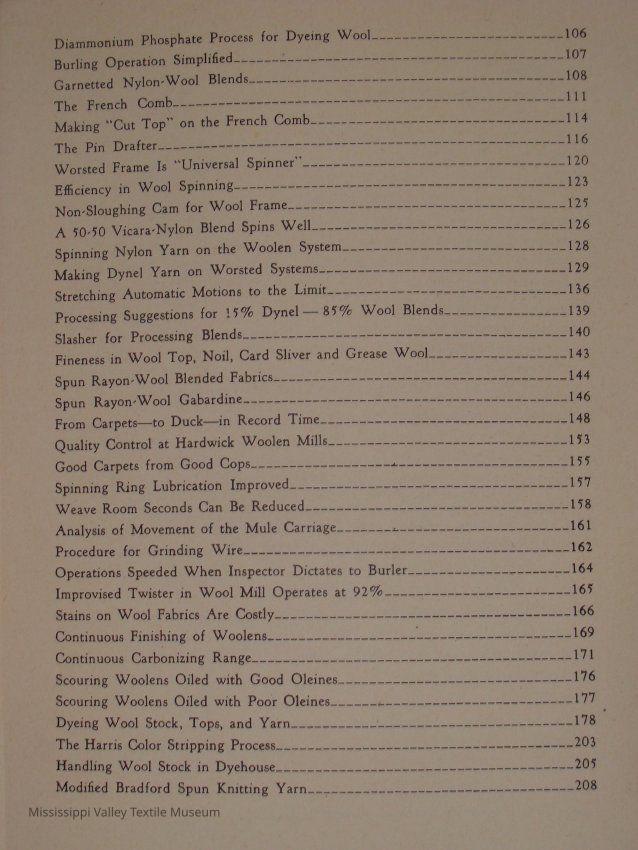 Diammonium Phosphate Process for Dyeing Wool 106
Burling Operation Simplified 107
Garnetted Nylon-Wool Blends 108
The French Comb 111
Making "Cut Top" on the French Comb 114
The Pin Drafter 116
Worsted Frame Is "Universal Spinner" 120
Efficiency in Wool Spinning 123
Non-Sloughing Cam for Wool Frame 125
A 50-50 Vicara-Nylon Blend Spins Well 126
Spinning Nylon Yarn on the Woolen System 128
Making Dynel Yarn on Worsted Systems 129
Stretching Automatic Motions to the Limit 136
Processing Suggestions for 15% Dynel — 85% Wool Blends 139
Slasher for Processing Blends 140
Fineness in Wool Top, Noil, Card Sliver and Grease Wool 143
Spun Rayon-Wool Blended Fabrics 144
Spun Rayon-Wool Gabardine 146
From Carpets—to Duck—in Record Time 148
Quality Control at Hardwick Woolen Mills 153
Good Carpets from Good Cops 155
Spinning Ring Lubrication Improved 157
Weave Room Seconds Can Be Reduced 158
Analysis of Movement of the Mule Carriage 161
Procedure for Grinding Wire 162
Operations Speeded When Inspector Dictates to Burler 164
Improvised Twister in Wool Mill Operates at 92% 165
Stains on Wool Fabrics Are Costly 166
Continuous Finishing of Woolens 169
Continuous Carbonizing Range 171
Scouring Woolens Oiled with Good Oleines 176
Scouring Woolens Oiled with Poor Oleines 177
Dyeing Wool Stock, Tops, and Yarn 178
The Harris Color Stripping Process 203
Handling Wool Stock in Dyehouse 205
Modified Bradford Spun Knitting Yarn 208
Mississippi Valley Textile Museum